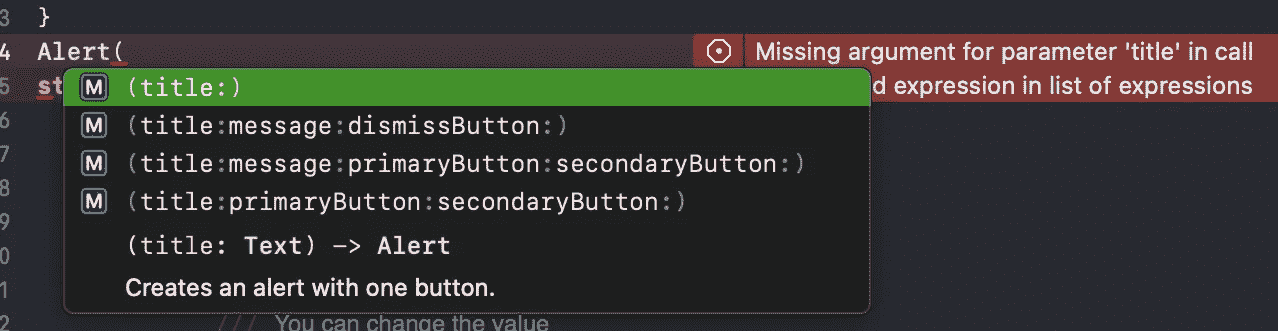 3 }
4 Alert( Missing argument for parameter 'title' in call
5 st d expression in list of expressions
M (title:)
6
M (title:message:dismissButton:)
7
M (title:message:primaryButton:secondaryButton:)
8
M (title:primaryButton:secondaryButton:)
9
0 (title: Text) -> Alert
1 Creates an alert with one button.
2 /// You can change the value